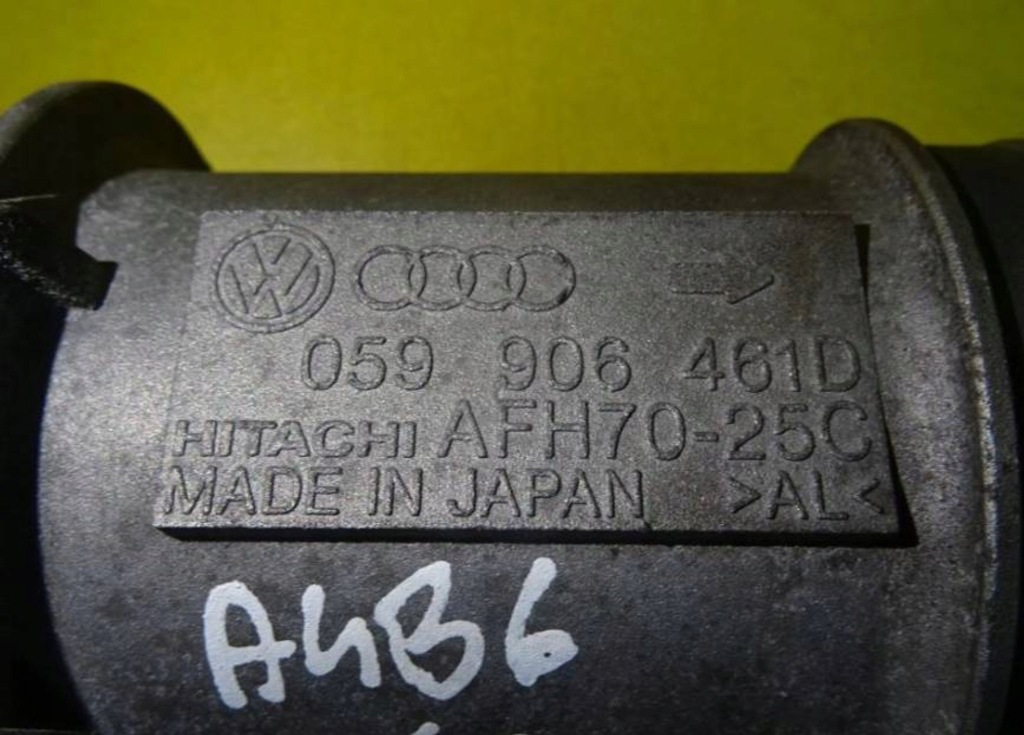 059 906 461D
HITACHI AFH70-25C
MADE IN JAPAN >AL<
A4B6